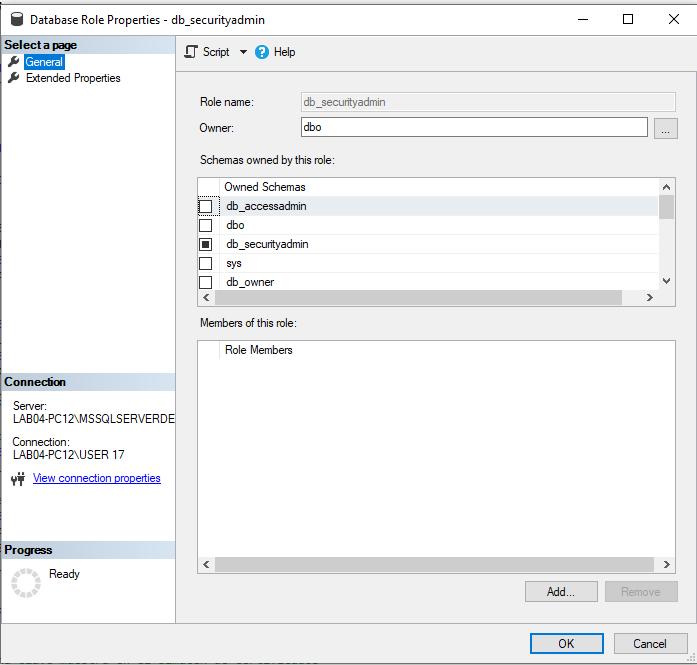 Database Role Properties - db_securityadmin
Select a page
General
Extended Properties
Script
Help
Role name:
db_securityadmin
Owner:
dbo
...
Schemas owned by this role:
Owned Schemas
db_accessadmin
dbo
db_securityadmin
sys
db_owner
Members of this role:
Role Members
Connection
Server:
LAB04-PC12\MSSQLSERVERDE
Connection:
LAB04-PC12\USER 17
View connection properties
Progress
Ready
Add...
Remove
OK
Cancel